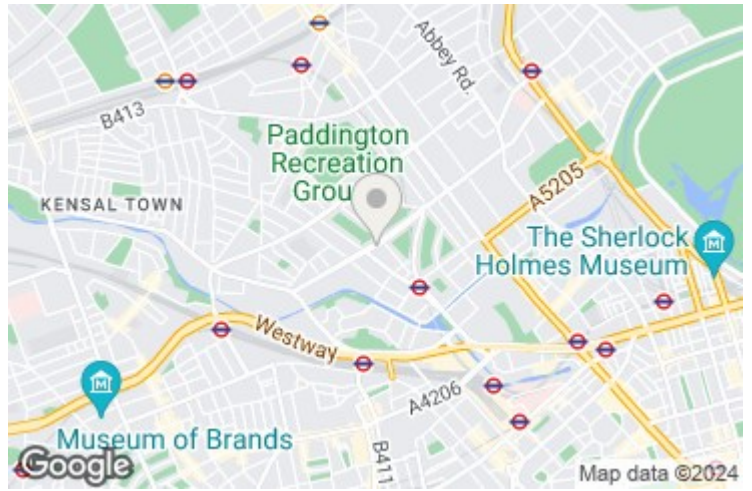 Abbey Rd.
B413
Paddington
Recreation
Grou
KENSAL TOWN
A5205
The Sherlock
Holmes Museum
Westway
A4206
Museum of Brands
B411
Google
Map data ©2024